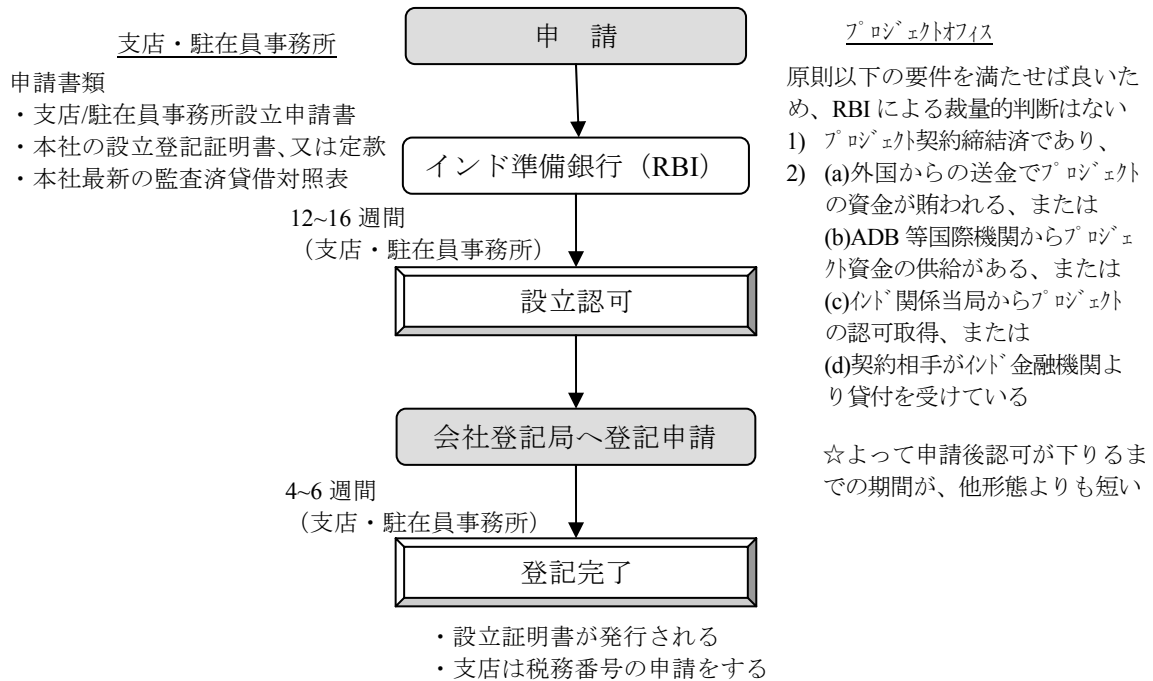 支店・駐在員事務所
申請書類
・支店/駐在員事務所設立申請書
・本社の設立登記証明書、又は定款
・本社最新の監査済貸借対照表
申　請
インド準備銀行（RBI）
12~16 週間
（支店・駐在員事務所）
設立認可
会社登記局へ登記申請
4~6 週間
（支店・駐在員事務所）
登記完了
・設立証明書が発行される
・支店は税務番号の申請をする
ﾌﾟﾛｼﾞｪｸﾄｵﾌｨｽ
原則以下の要件を満たせば良いた
め、RBI による裁量的判断はない
1) ﾌﾟﾛｼﾞｪｸﾄ契約締結済であり、
2) (a)外国からの送金でﾌﾟﾛｼﾞｪｸﾄ
の資金が賄われる、または
(b)ADB 等国際機関からﾌﾟﾛｼﾞｪ
ｸﾄ資金の供給がある、または
(c)ｲﾝﾄﾞ関係当局からﾌﾟﾛｼﾞｪｸﾄ
の認可取得、または
(d)契約相手がｲﾝﾄﾞ金融機関よ
り貸付を受けている
☆よって申請後認可が下りるま
での期間が、他形態よりも短い